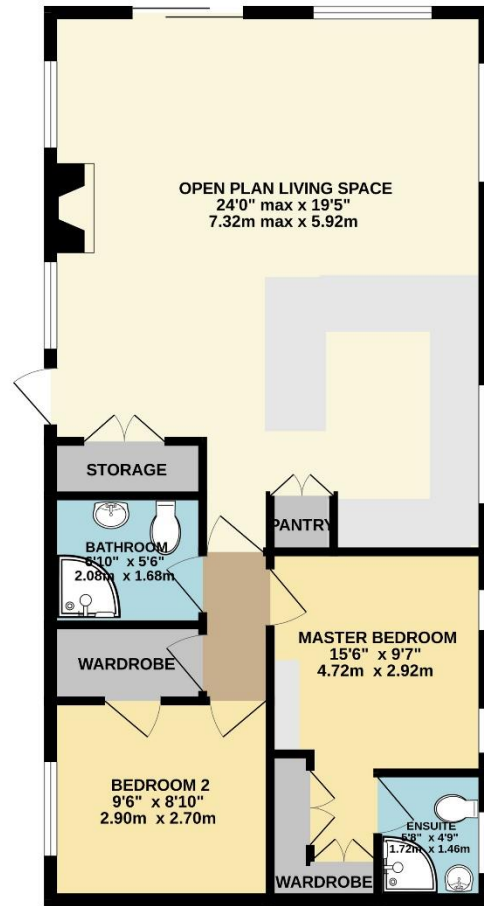 OPEN PLAN LIVING SPACE
24'0" max x 19'5"
7.32m max x 5.92m
STORAGE
PANTRY
BATHROOM
6'10" x 5'6"
2.08m x 1.68m
WARDROBE
MASTER BEDROOM
15'6" x 9'7"
4.72m x 2.92m
BEDROOM 2
9'6" x 8'10"
2.90m x 2.70m
ENSUITE
5'8" x 4'9"
1.72m x 1.46m
WARDROBE